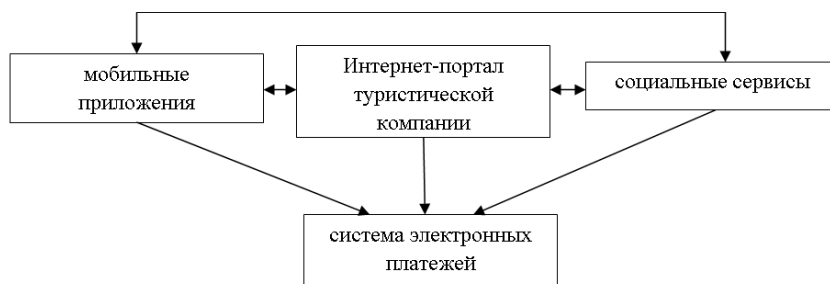 мобильные
приложения
Интернет-портал
туристической
компании
социальные сервисы
система электронных
платежей